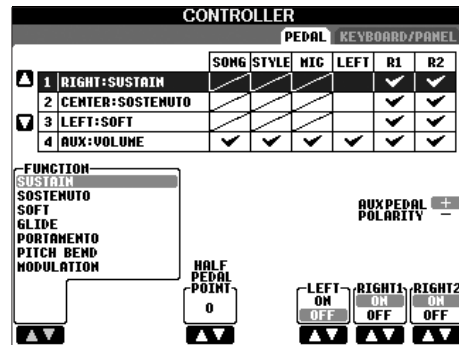 CONTROLLER
PEDAL KEYBOARD/PANEL
SONG STYLE MIC LEFT R1 R2
1 RIGHT:SUSTAIN
2 CENTER:SOSTENUTO
3 LEFT:SOFT
4 AUX:VOLUME
FUNCTION
SUSTAIN
SOSTENUTO
SOFT
GLIDE
PORTAMENTO
PITCH BEND
MODULATION
AUX PEDAL +
POLARITY −
HALF
PEDAL
POINT
0
LEFT RIGHT1 RIGHT2
ON ON ON
OFF OFF OFF